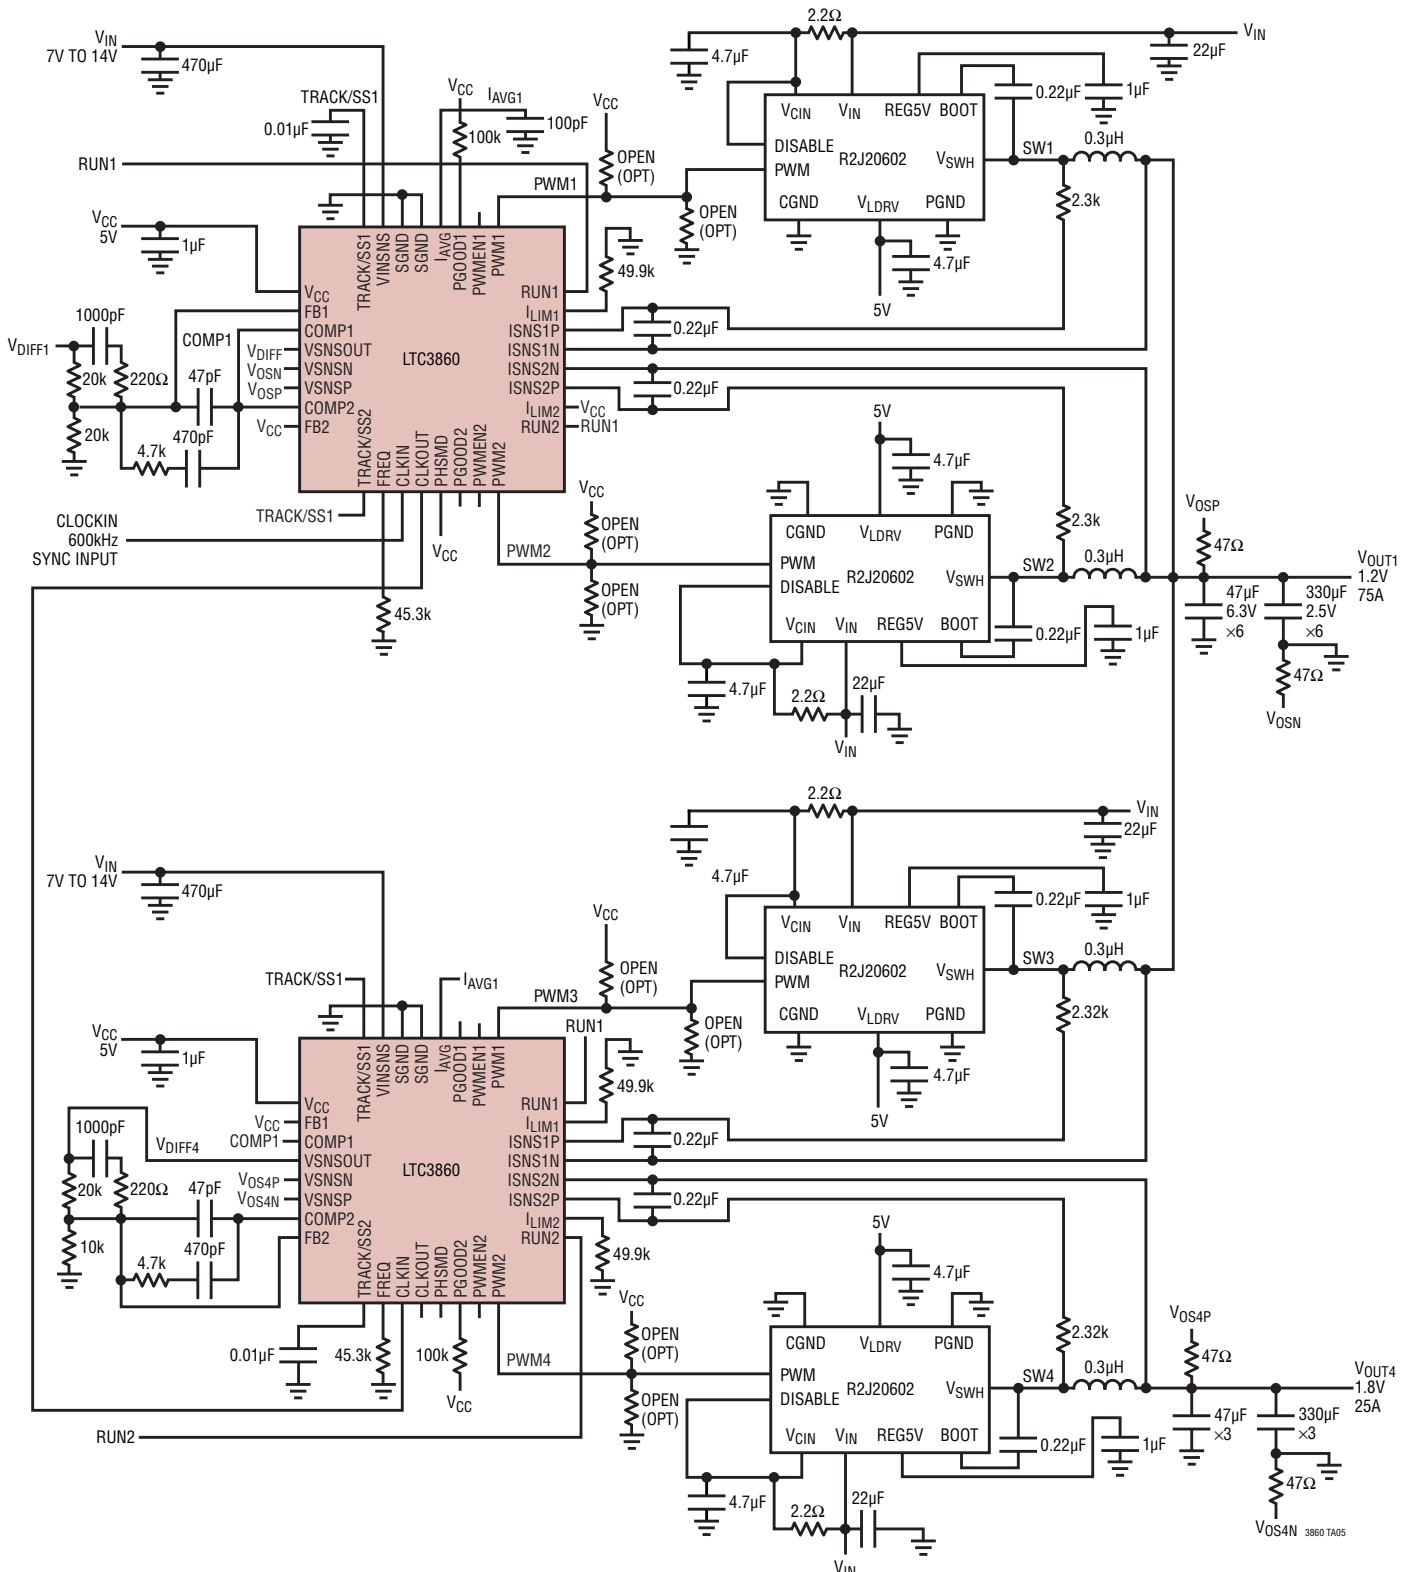 VIN
7V TO 14V
470µF
TRACK/SS1
0.01µF
VCC
IAVG1
100k
100pF
VCC
OPEN
(OPT)
RUN1
PWM1
OPEN
(OPT)
VCC
5V
1µF
4.7µF
2.2Ω
VIN
22µF
VCIN
VIN
REG5V
BOOT
DISABLE
PWM
R2J20602
VSWH
CGND
VLDRV
PGND
0.22µF
1µF
SW1
0.3µH
2.3k
4.7µF
5V
TRACK/SS1
VINSNS
SGND
SGND
IAVG
PGOOD1
PWMEN1
PWM1
VCC
FB1
COMP1
VSNSOUT
VSNSN
VSNSP
COMP2
FB2
LTC3860
RUN1
ILIM1
ISNS1P
ISNS1N
ISNS2N
ISNS2P
ILIM2
RUN2
TRACK/SS2
FREQ
CLKIN
CLKOUT
PHSMD
PGOOD2
PWMEN2
PWM2
49.9k
0.22µF
0.22µF
VCC
RUN1
1000pF
VDIFF1
COMP1
20k
220Ω
47pF
20k
4.7k
470pF
VDIFF
VOSN
VOSP
VCC
TRACK/SS1
CLOCKIN
600kHz
SYNC INPUT
VCC
45.3k
PWM2
VCC
OPEN
(OPT)
OPEN
(OPT)
5V
4.7µF
CGND
VLDRV
PGND
PWM
DISABLE
R2J20602
VSWH
VCIN
VIN
REG5V
BOOT
2.3k
SW2
0.3µH
0.22µF
1µF
4.7µF
2.2Ω
22µF
VIN
VOSP
47Ω
VOUT1
1.2V
75A
47µF
6.3V
×6
330µF
2.5V
×6
47Ω
VOSN
2.2Ω
VIN
22µF
4.7µF
VCIN
VIN
REG5V
BOOT
DISABLE
PWM
R2J20602
VSWH
CGND
VLDRV
PGND
0.22µF
1µF
SW3
0.3µH
2.32k
4.7µF
5V
VIN
7V TO 14V
470µF
TRACK/SS1
IAVG1
VCC
OPEN
(OPT)
PWM3
RUN1
OPEN
(OPT)
VCC
5V
1µF
TRACK/SS1
VINSNS
SGND
SGND
IAVG
PGOOD1
PWMEN1
PWM1
VCC
FB1
COMP1
VSNSOUT
VSNSN
VSNSP
COMP2
FB2
LTC3860
RUN1
ILIM1
ISNS1P
ISNS1N
ISNS2N
ISNS2P
ILIM2
RUN2
TRACK/SS2
FREQ
CLKIN
CLKOUT
PHSMD
PGOOD2
PWMEN2
PWM2
49.9k
0.22µF
0.22µF
49.9k
VCC
COMP1
1000pF
VDIFF4
VOS4P
VOS4N
20k
220Ω
47pF
10k
4.7k
470pF
0.01µF
45.3k
100k
VCC
RUN2
PWM4
VCC
OPEN
(OPT)
OPEN
(OPT)
5V
4.7µF
CGND
VLDRV
PGND
PWM
DISABLE
R2J20602
VSWH
VCIN
VIN
REG5V
BOOT
2.32k
SW4
0.3µH
0.22µF
1µF
4.7µF
2.2Ω
22µF
VIN
VOS4P
47Ω
VOUT4
1.8V
25A
47µF
×3
330µF
×3
47Ω
VOS4N
3860 TA05